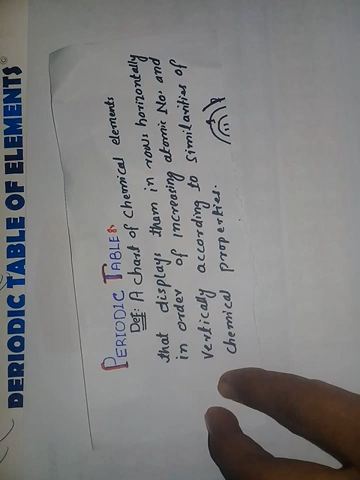 DERIODIC TABLE OF ELEMENTS
PERIODIC TABLE:
Def: A chart of chemical elements
that displays them in rows horizontally
in order of increasing atomic No. and
vertically according to similarities of
chemical properties.